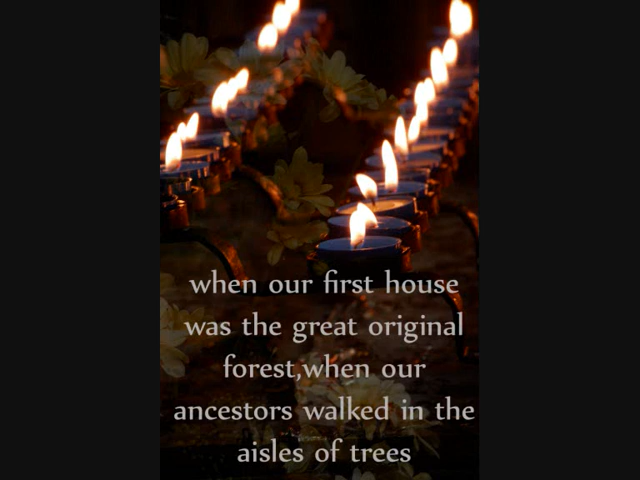 when our first house
was the great original
forest,when our
ancestors walked in the
aisles of trees